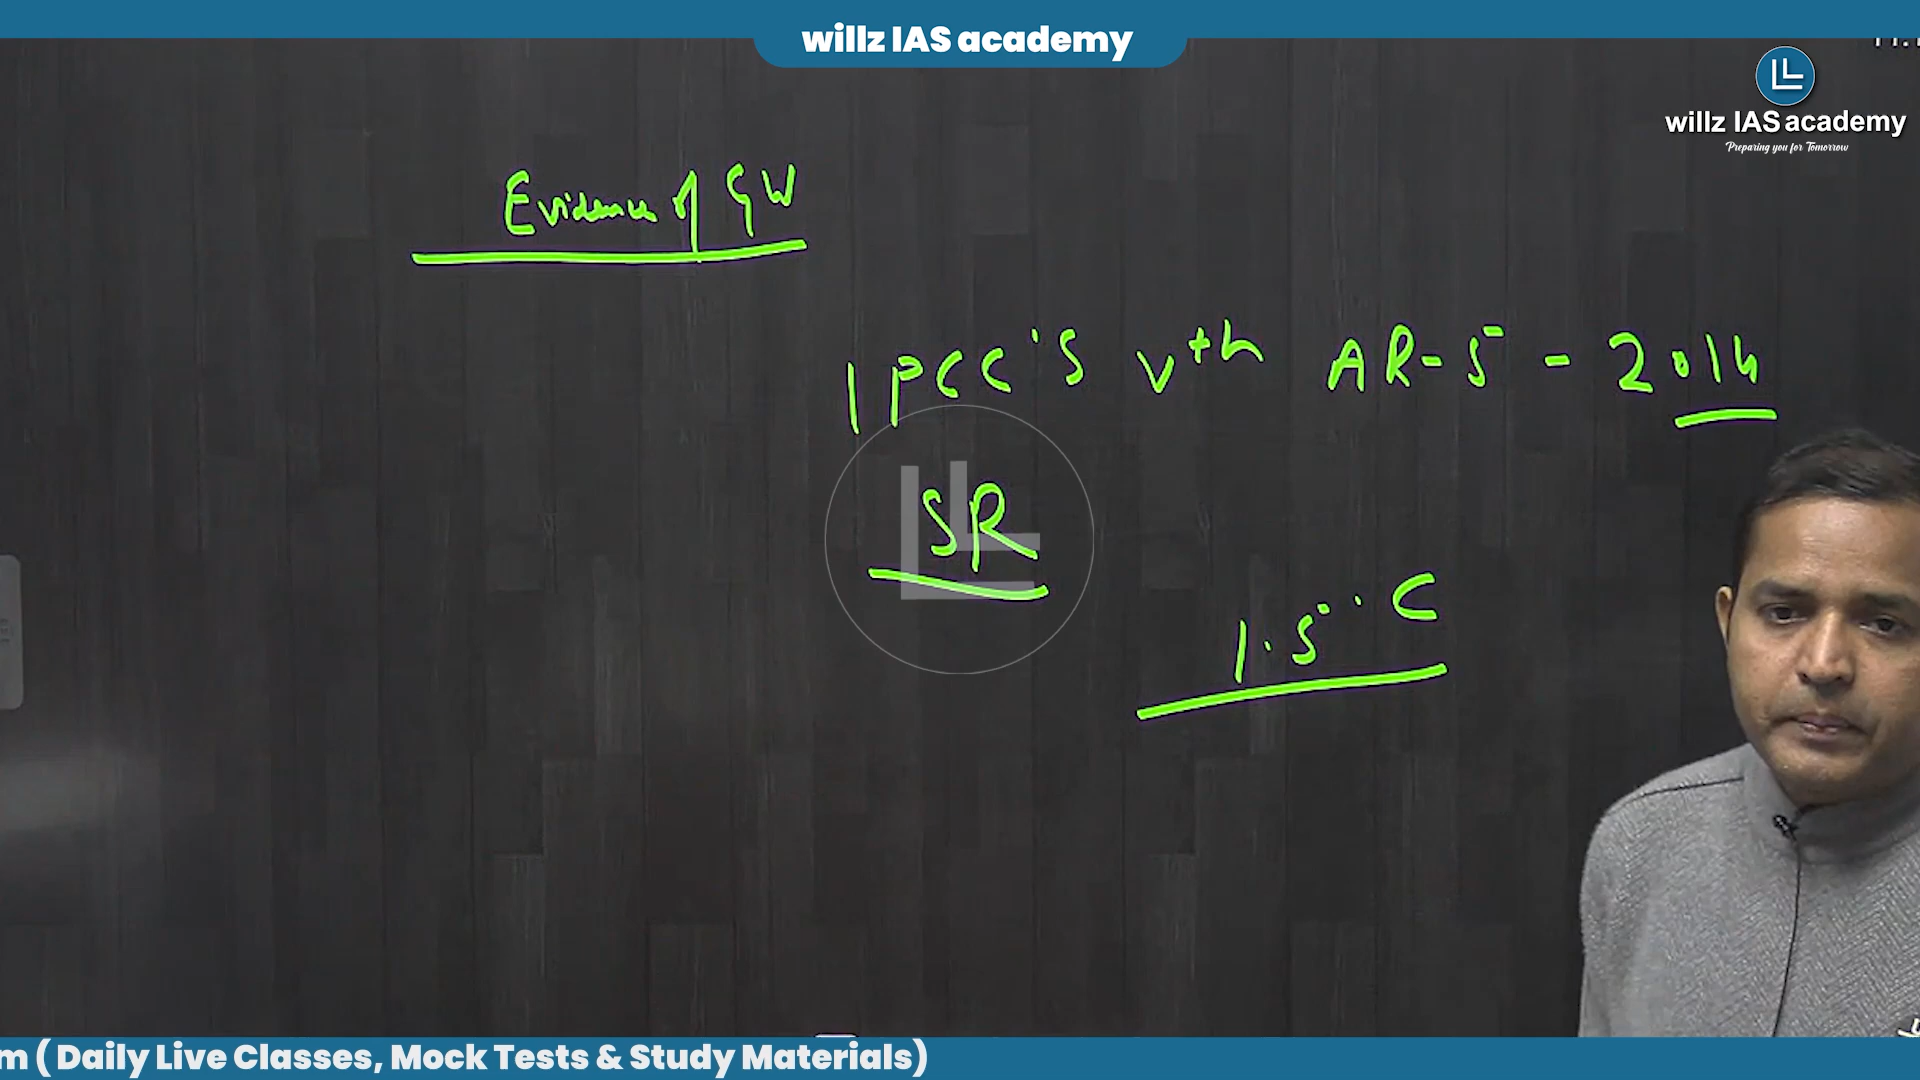 willz IAS academy
willz IAS academy
Preparing you for Tomorrow
Evidence of GW
IPCC'S Vth AR-5 - 2014
SR
1.5°C
m ( Daily Live Classes, Mock Tests & Study Materials)